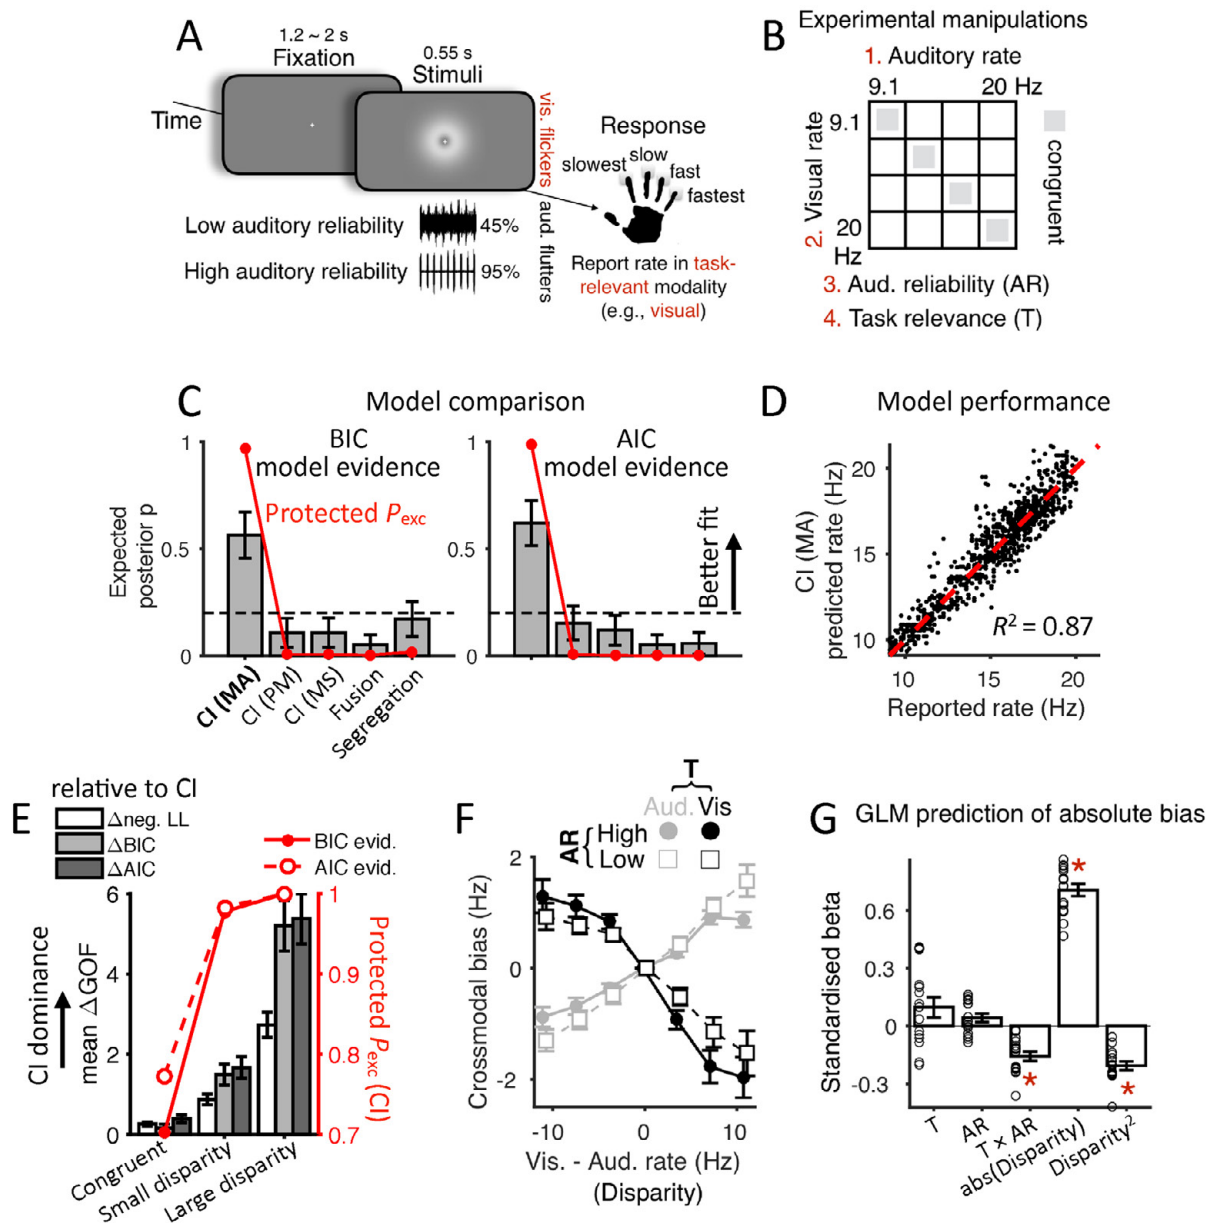 A
1.2 ~ 2 s
Fixation
0.55 s
Stimuli
Time
vis. flickers
aud. flutters
Response
slowest
slow
fast
fastest
Low auditory reliability
45%
High auditory reliability
95%
Report rate in task-
relevant modality
(e.g., visual)
B
Experimental manipulations
1. Auditory rate
9.1
20 Hz
2. Visual rate
9.1
20
Hz
congruent
3. Aud. reliability (AR)
4. Task relevance (T)
C
Model comparison
BIC
model evidence
Protected Pexc
Expected
posterior p
1
0.5
0
CI (MA)
CI (PM)
CI (MS)
Fusion
Segregation
AIC
model evidence
1
0.5
0
Better fit
D
Model performance
CI (MA)
predicted rate (Hz)
20
15
10
R² = 0.87
10
15
20
Reported rate (Hz)
E
relative to CI
Δneg. LL
ΔBIC
ΔAIC
BIC evid.
AIC evid.
CI dominance
mean ΔGOF
6
4
2
0
1
0.9
0.8
0.7
Protected Pexc (CI)
Congruent
Small disparity
Large disparity
F
T
Aud.
Vis
AR
High
Low
Crossmodal bias (Hz)
2
0
-2
-10
0
10
Vis. - Aud. rate (Hz)
(Disparity)
G
GLM prediction of absolute bias
Standardised beta
0.6
0.3
0
-0.3
*
*
*
T
AR
T × AR
abs(Disparity)
Disparity²